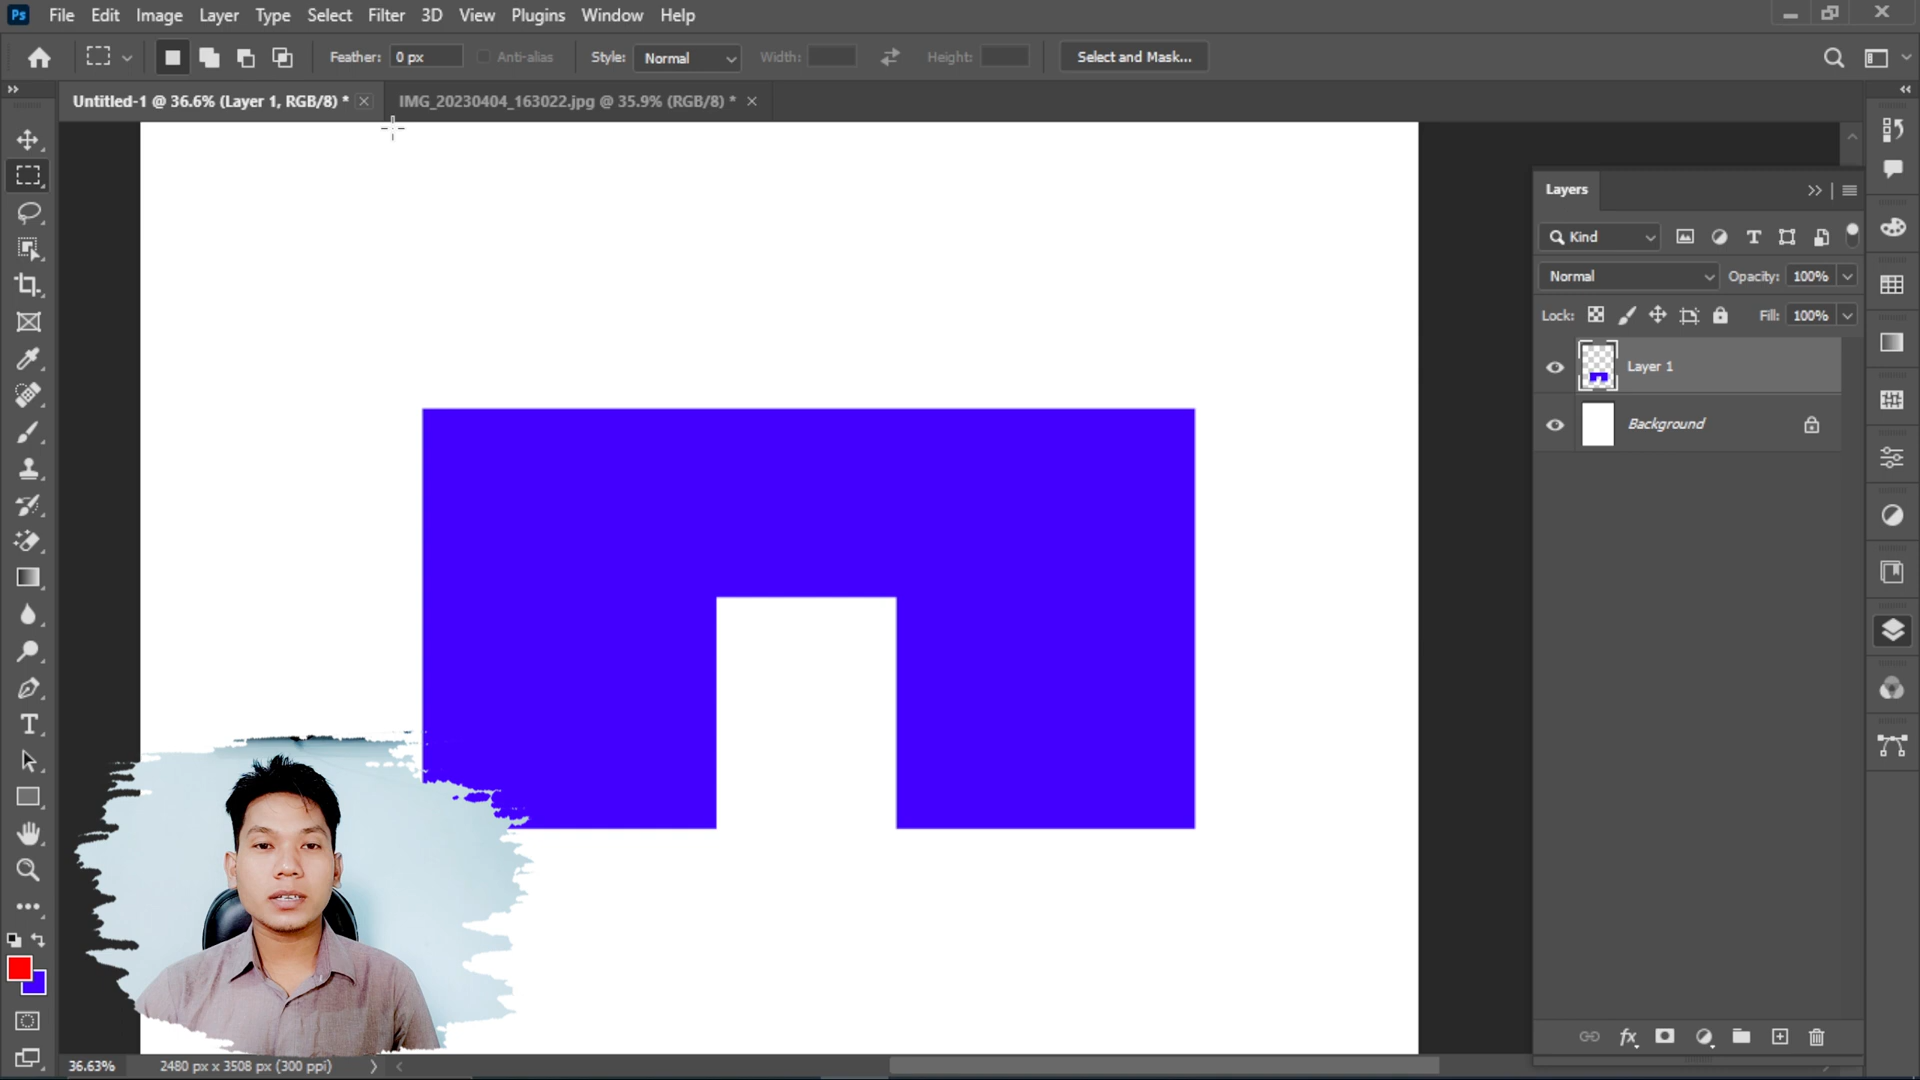 Ps File Edit Image Layer Type Select Filter 3D View Plugins Window Help
Feather: 0 px Anti-alias Style: Normal Width: Height: Select and Mask...
Untitled-1 @ 36.6% (Layer 1, RGB/8) * IMG_20230404_163022.jpg @ 35.9% (RGB/8) *
Layers
Kind
Normal Opacity: 100%
Lock: Fill: 100%
Layer 1
Background
fx
36.63% 2480 px x 3508 px (300 ppi)